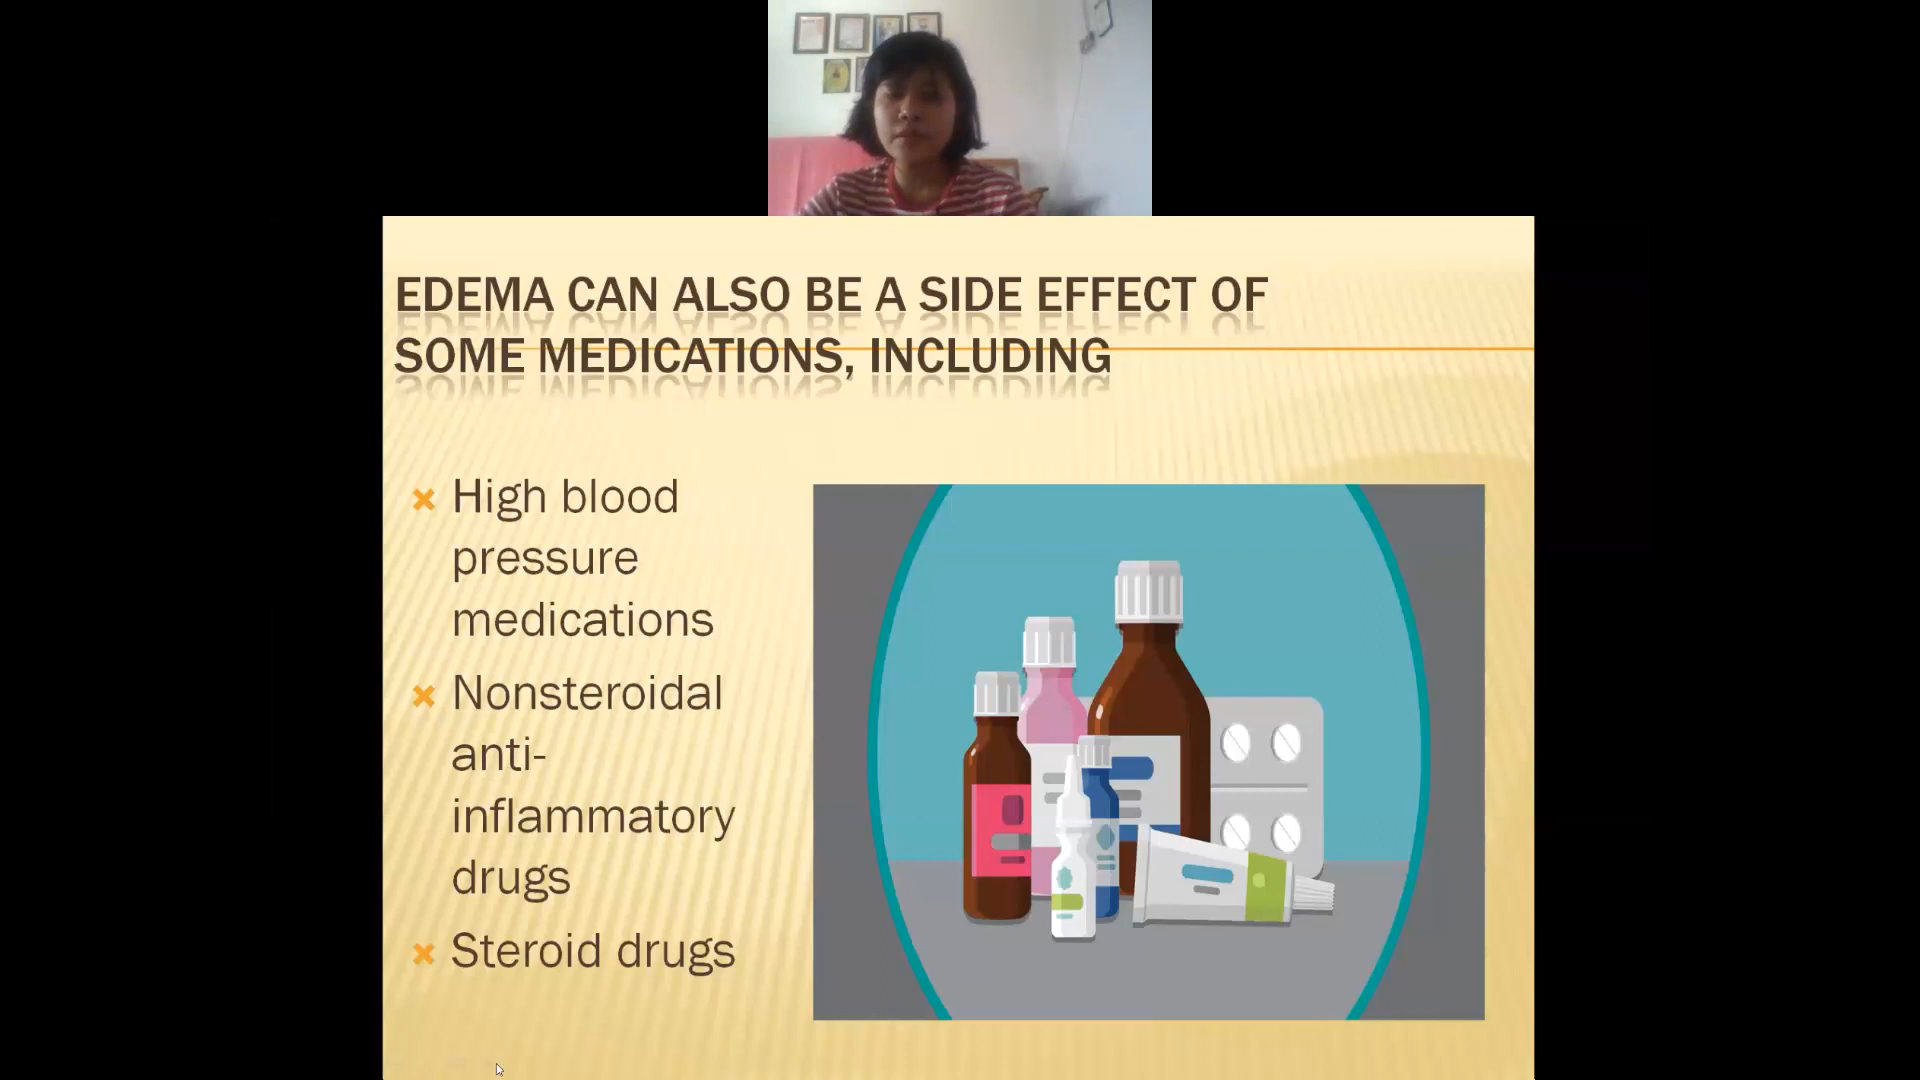 EDEMA CAN ALSO BE A SIDE EFFECT OF
SOME MEDICATIONS, INCLUDING
High blood
pressure
medications
Nonsteroidal
anti-
inflammatory
drugs
Steroid drugs